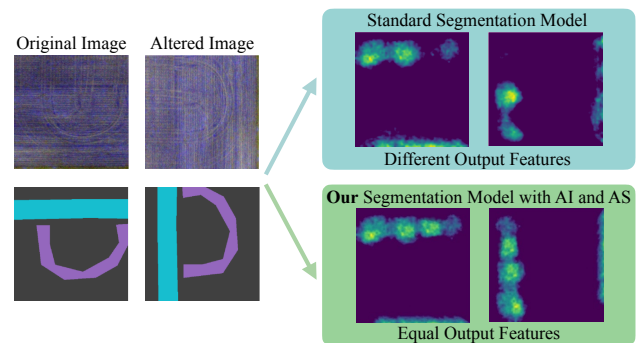 Original Image
Altered Image
Standard Segmentation Model
Different Output Features
Our Segmentation Model with AI and AS
Equal Output Features